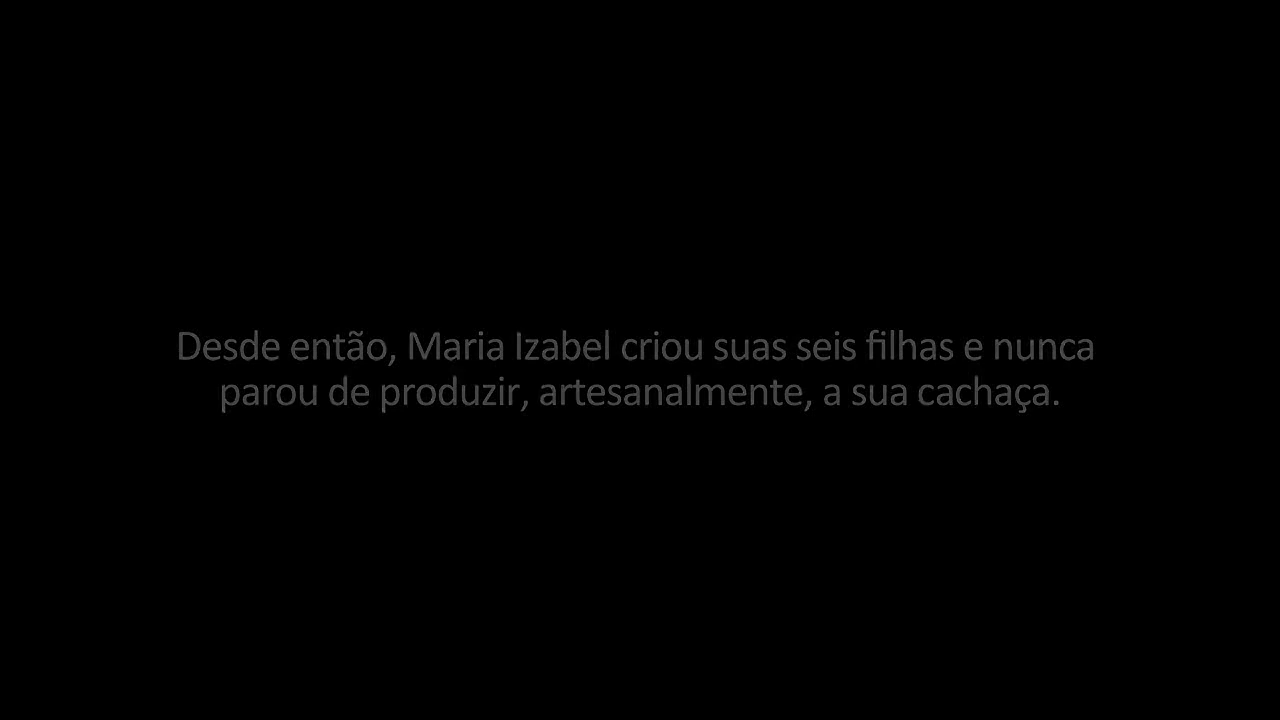 Desde então, Maria Izabel criou suas seis filhas e nunca
parou de produzir, artesanalmente, a sua cachaça.